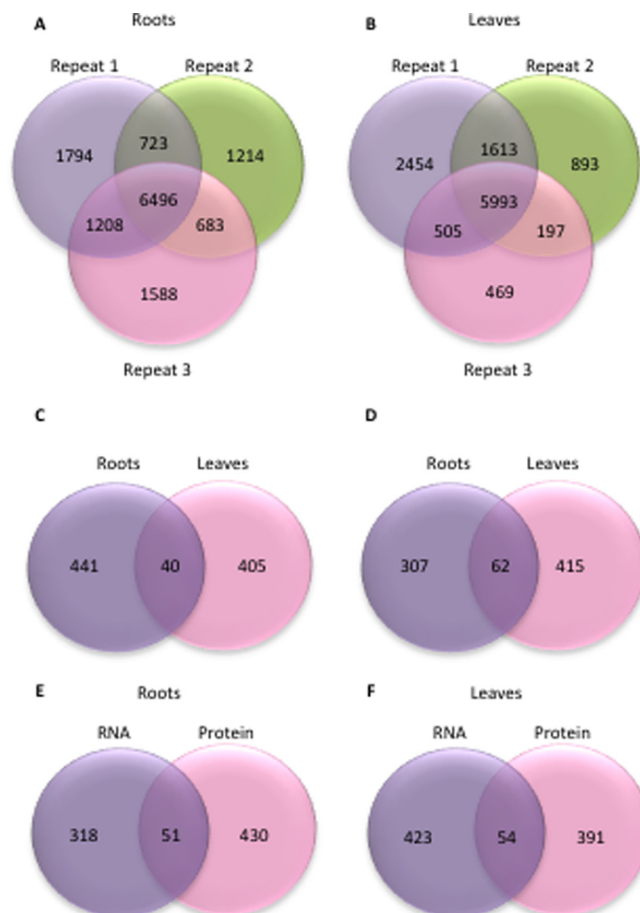 A Roots B Leaves
Repeat 1 Repeat 2 Repeat 1 Repeat 2
1794 723 1214 2454 1613 893
6496 5993
1208 683 505 197
1588 469
Repeat 3 Repeat 3
C D
Roots Leaves Roots Leaves
441 40 405 307 62 415
E Roots F Leaves
RNA Protein RNA Protein
318 51 430 423 54 391